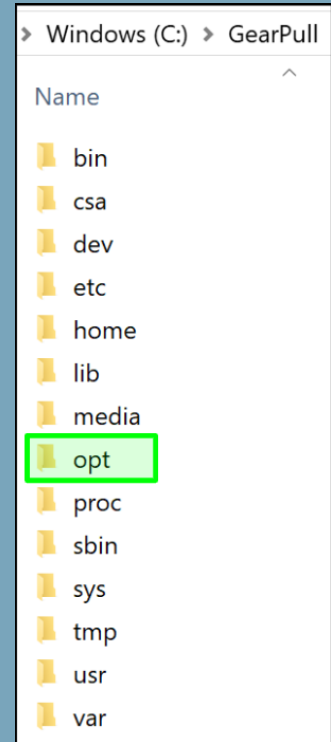 > Windows (C:) > GearPull
Name
bin
csa
dev
etc
home
lib
media
opt
proc
sbin
sys
tmp
usr
var